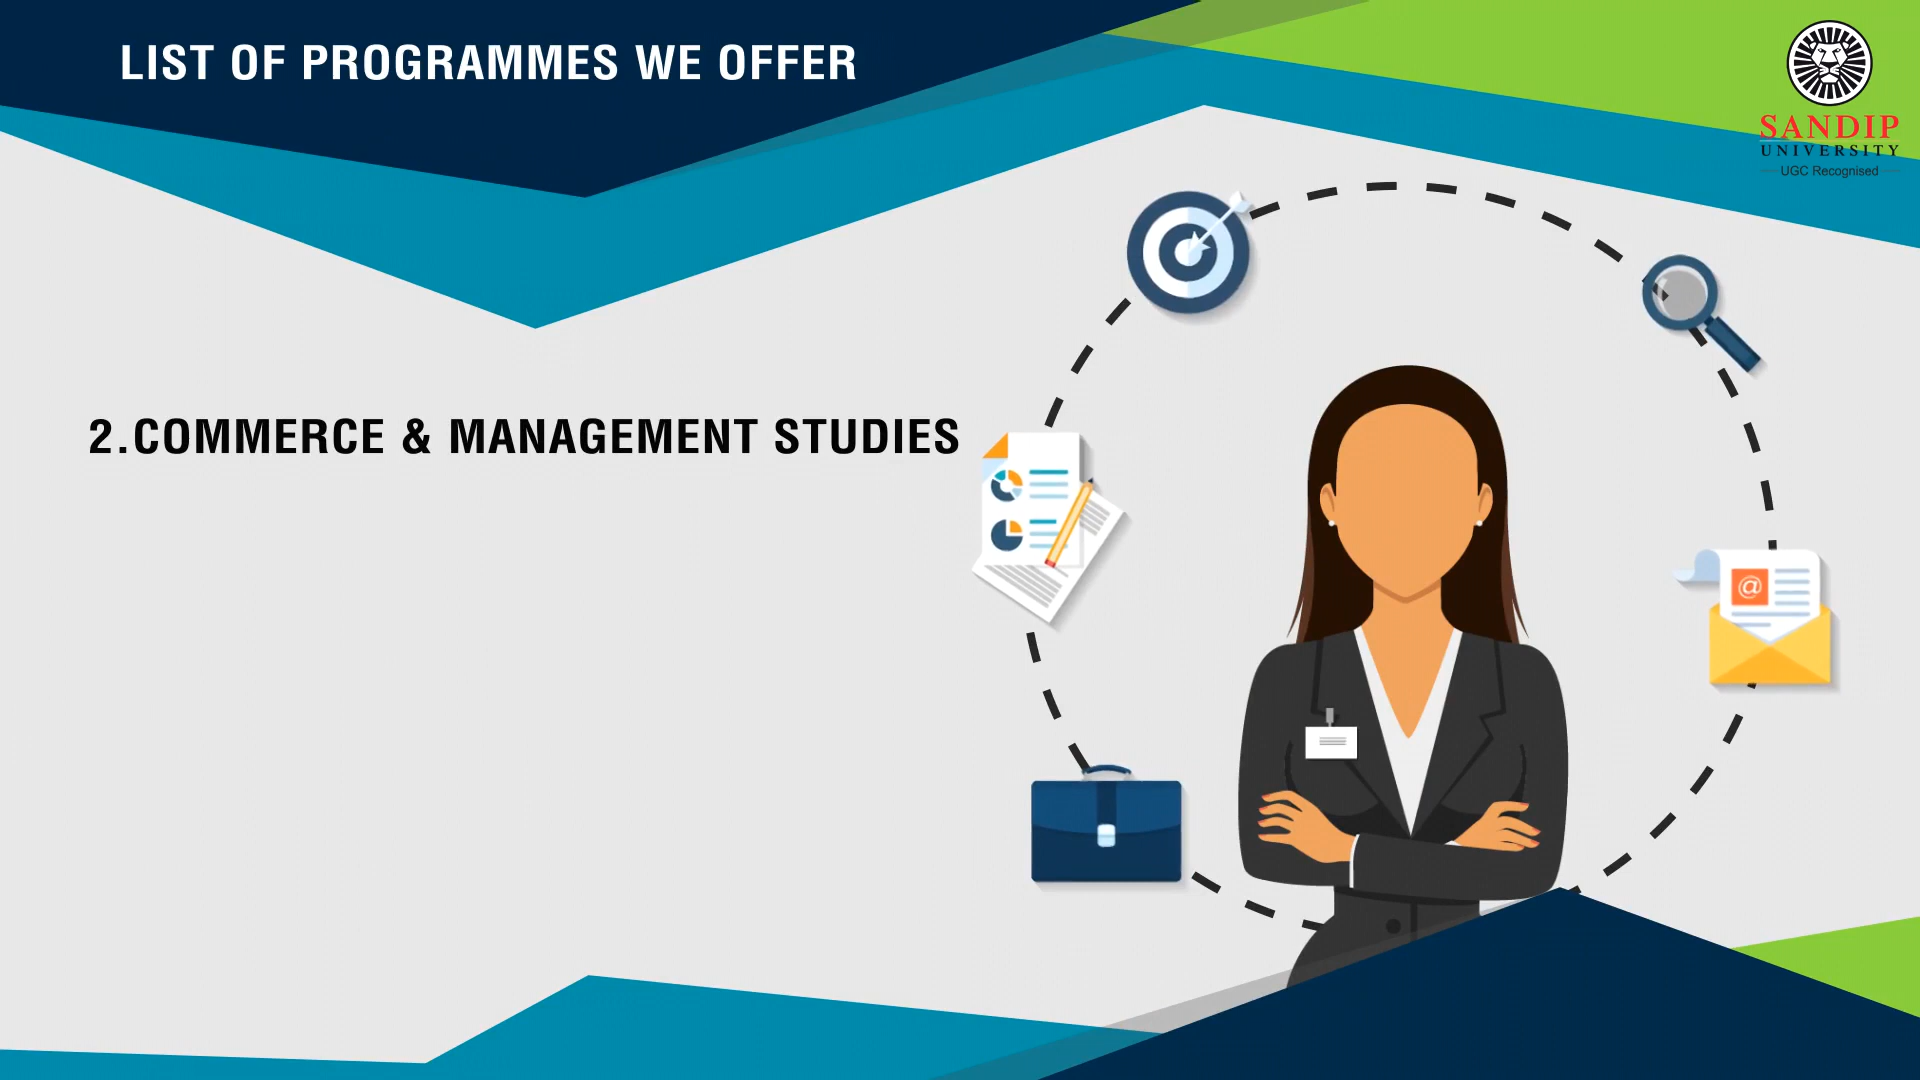 LIST OF PROGRAMMES WE OFFER
SANDIP
UNIVERSITY
UGC Recognised
2.COMMERCE & MANAGEMENT STUDIES
@